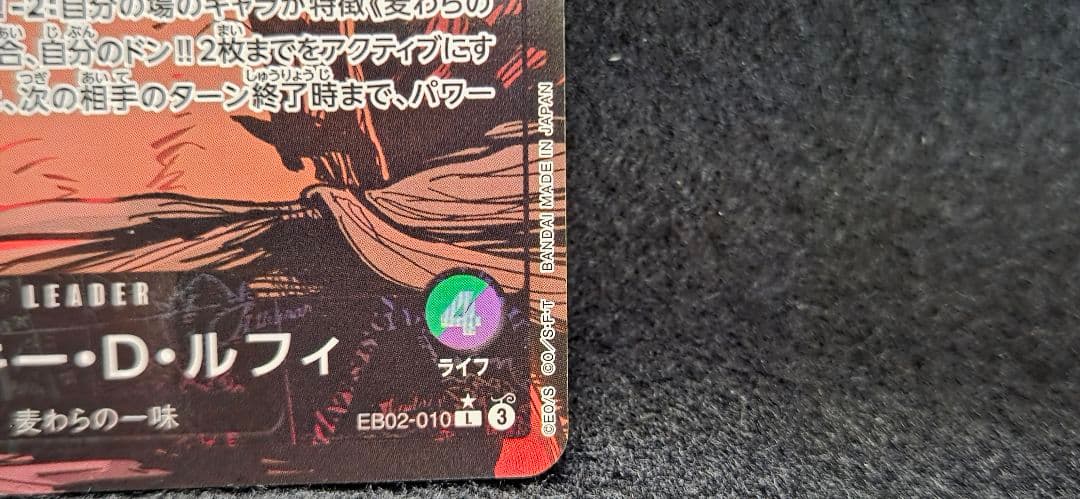 -2:自分の場のキャラが特徴《麦わらの
合、自分のドン!!2枚までをアクティブにす
、次の相手のターン終了時まで、パワー
LEADER
4
ー・D・ルフィ
ライフ
麦わらの一味
EB02-010 L 3
©EO/S ©O/S・F・T BANDAI MADE IN JAPAN